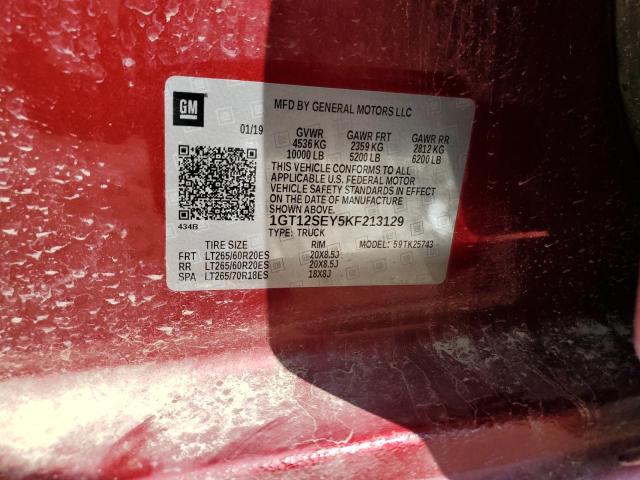 GM
MFD BY GENERAL MOTORS LLC
01/19 GVWR GAWR FRT GAWR RR
4536 KG 2359 KG 2812 KG
10000 LB 5200 LB 6200 LB
THIS VEHICLE CONFORMS TO ALL
APPLICABLE U.S. FEDERAL MOTOR
VEHICLE SAFETY STANDARDS IN EFFECT
ON THE DATE OF MANUFACTURE
SHOWN ABOVE.
434B 1GT12SEY5KF213129
TYPE: TRUCK
TIRE SIZE RIM MODEL: 59TK25743
FRT LT265/60R20ES 20X8.5J
RR LT265/60R20ES 20X8.5J
SPA LT265/70R18ES 18X8J